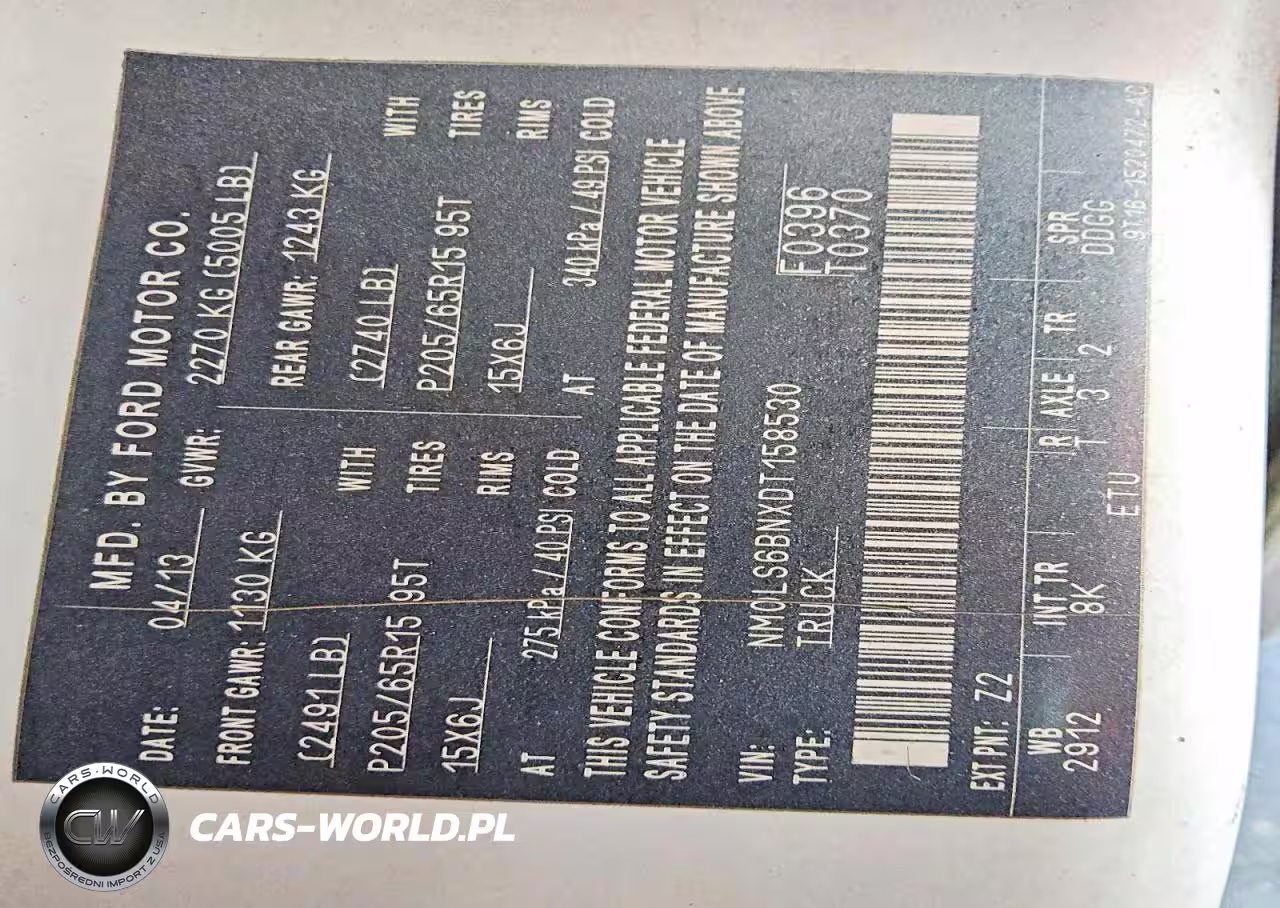 MFD. BY FORD MOTOR CO.
DATE: 04/13 GVWR: 2270 KG (5005 LB)
FRONT GAWR: 1130 KG REAR GAWR: 1243 KG
(2491 LB) WITH (2740 LB) WITH
P205/65R15 95T TIRES P205/65R15 95T TIRES
15X6J RIMS 15X6J RIMS
AT 275 kPa / 40 PSI COLD AT 340 kPa / 49 PSI COLD
THIS VEHICLE CONFORMS TO ALL APPLICABLE FEDERAL MOTOR VEHICLE
SAFETY STANDARDS IN EFFECT ON THE DATE OF MANUFACTURE SHOWN ABOVE
VIN: NM0LS6BNXDT158530 F0396
TYPE: TRUCK T0370
EXT PNT: Z2
WB INT TR R AXLE TR SPR
2912 8K T 3 2 DDGG
ETU 9T16-1520472-AC
CARS-WORLD
CW
BEZPOŚREDNI IMPORT Z USA
CARS-WORLD.PL